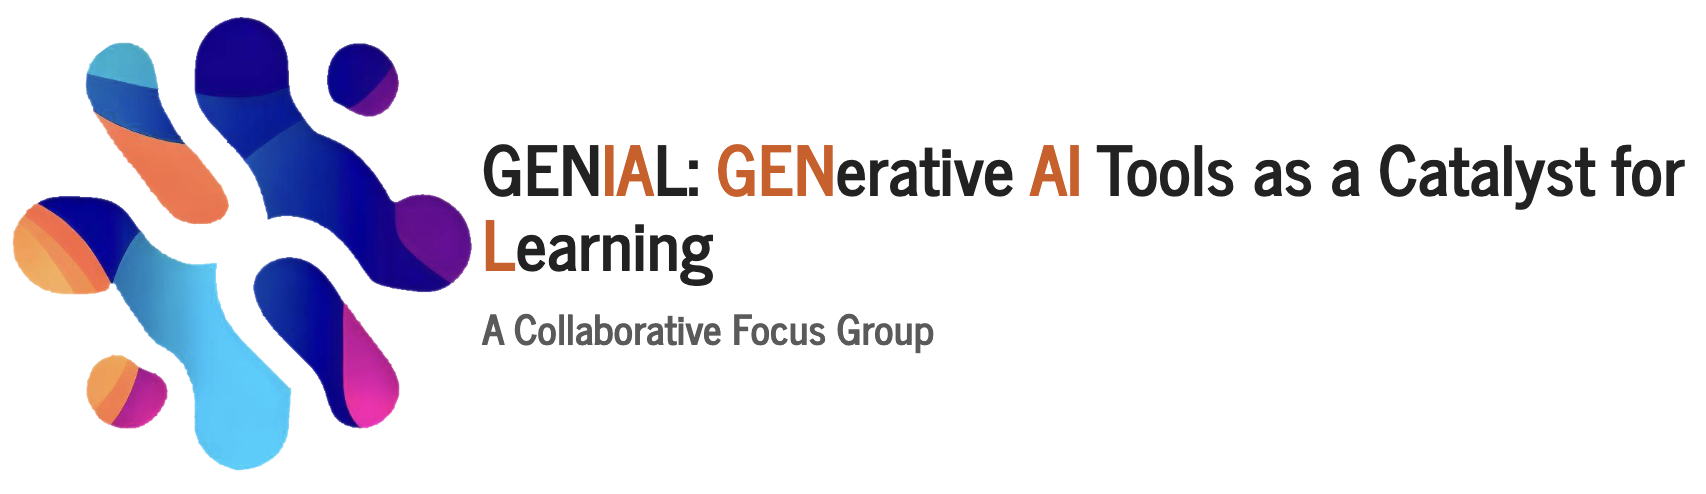 GENIAL: GENerative AI Tools as a Catalyst for
Learning
A Collaborative Focus Group